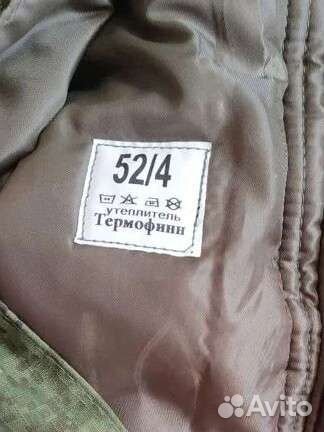 52/4
утеплитель
Термофинн
Avito